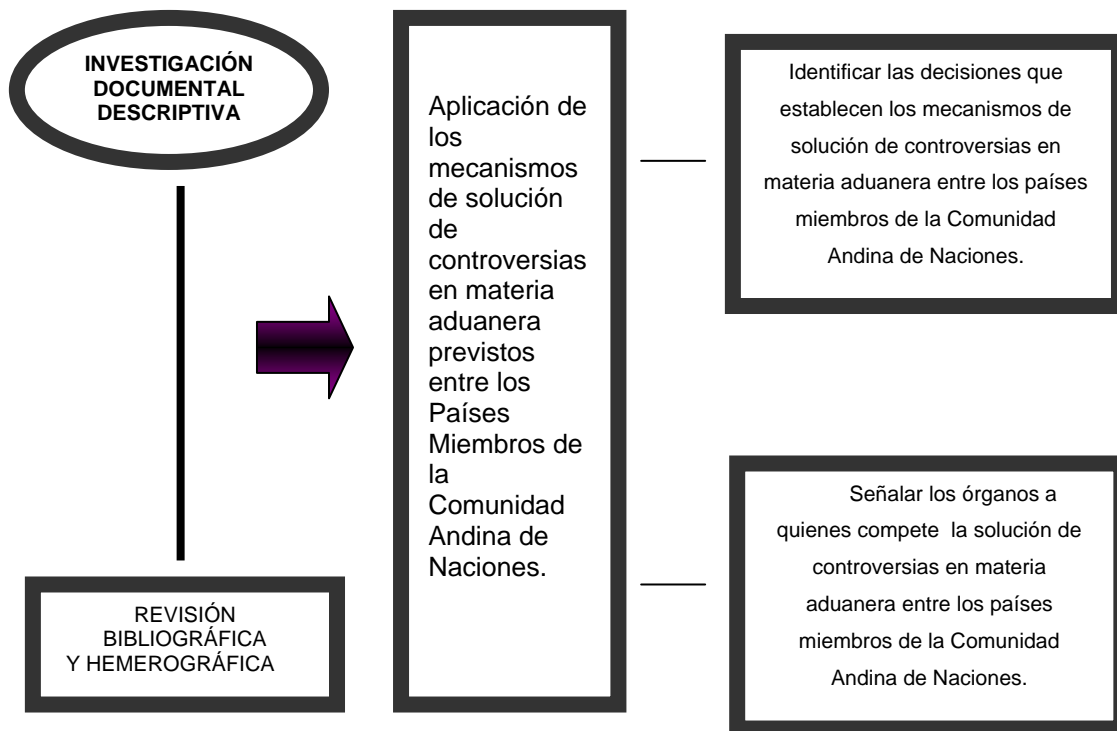 INVESTIGACIÓN
DOCUMENTAL
DESCRIPTIVA
REVISIÓN
BIBLIOGRÁFICA
Y HEMEROGRÁFICA
Aplicación de
los
mecanismos
de solución
de
controversias
en materia
aduanera
previstos
entre los
Países
Miembros de
la
Comunidad
Andina de
Naciones.
Identificar las decisiones que
establecen los mecanismos de
solución de controversias en
materia aduanera entre los países
miembros de la Comunidad
Andina de Naciones.
Señalar los órganos a
quienes compete la solución de
controversias en materia
aduanera entre los países
miembros de la Comunidad
Andina de Naciones.